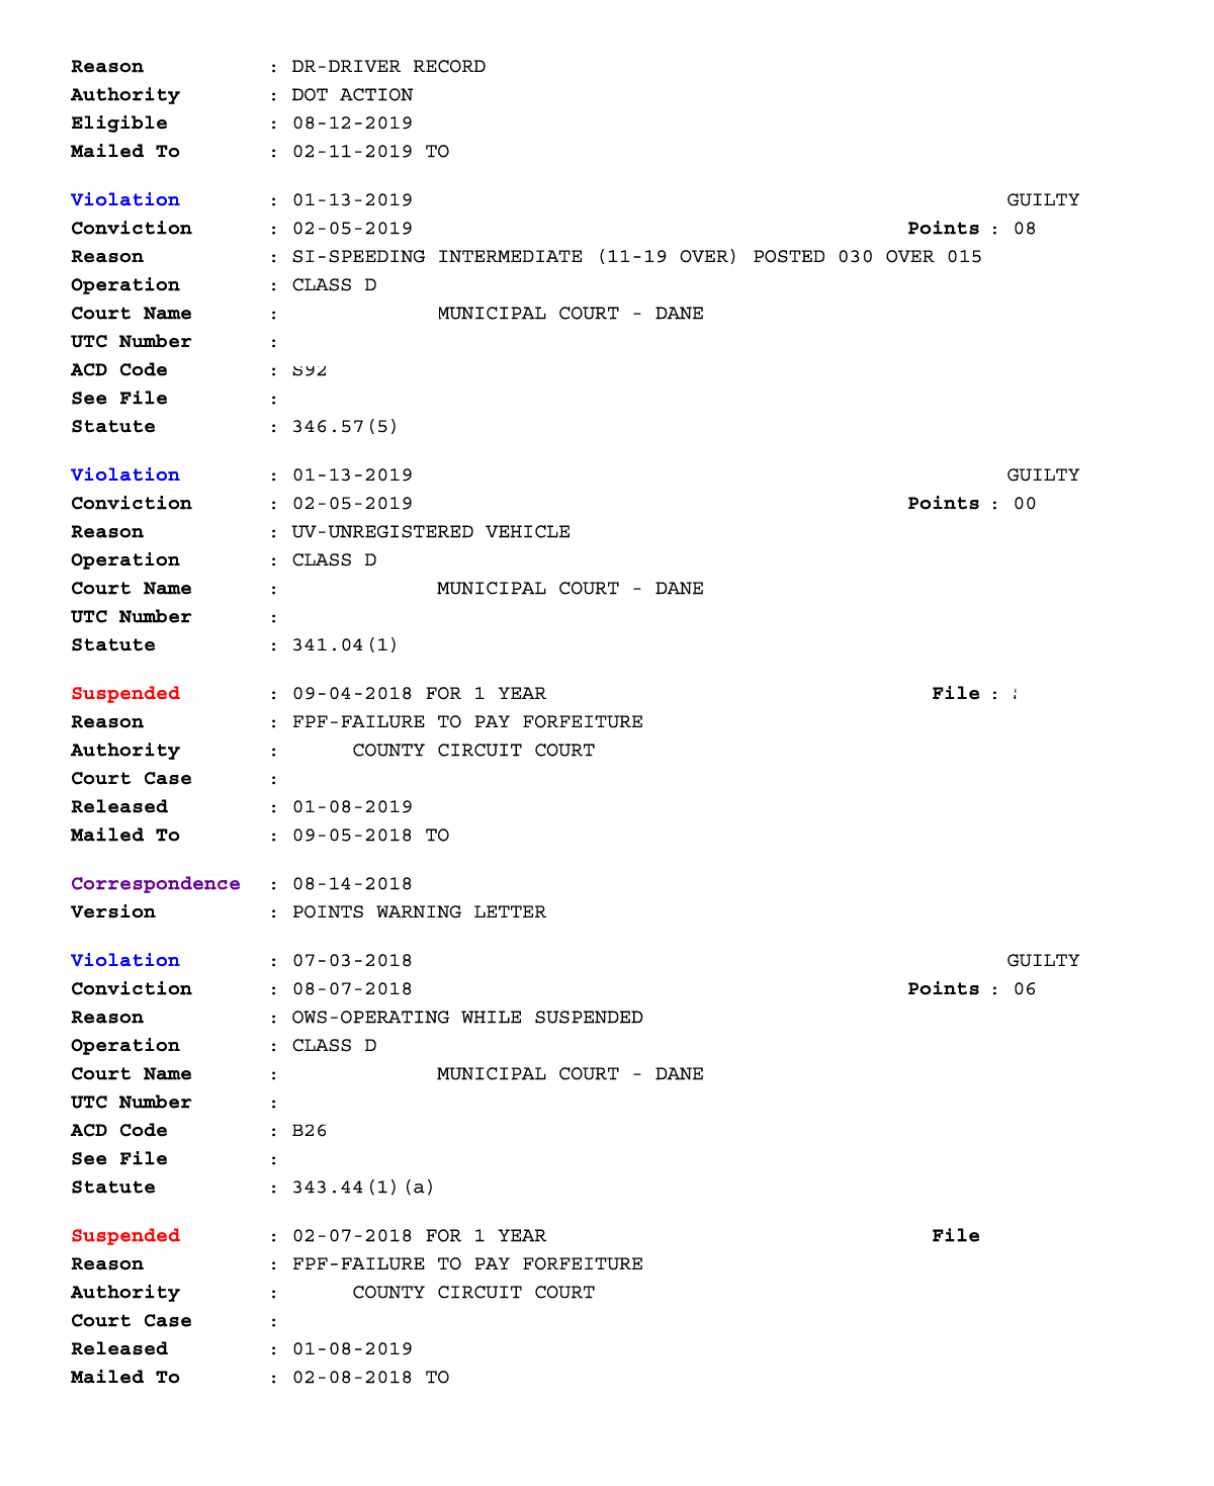 Reason : DR-DRIVER RECORD
Authority : DOT ACTION
Eligible : 08-12-2019
Mailed To : 02-11-2019 TO
Violation : 01-13-2019 GUILTY
Conviction : 02-05-2019 Points : 08
Reason : SI-SPEEDING INTERMEDIATE (11-19 OVER) POSTED 030 OVER 015
Operation : CLASS D
Court Name : MUNICIPAL COURT - DANE
UTC Number :
ACD Code : S92
See File :
Statute : 346.57(5)
Violation : 01-13-2019 GUILTY
Conviction : 02-05-2019 Points : 00
Reason : UV-UNREGISTERED VEHICLE
Operation : CLASS D
Court Name : MUNICIPAL COURT - DANE
UTC Number :
Statute : 341.04(1)
Suspended : 09-04-2018 FOR 1 YEAR File :
Reason : FPF-FAILURE TO PAY FORFEITURE
Authority : COUNTY CIRCUIT COURT
Court Case :
Released : 01-08-2019
Mailed To : 09-05-2018 TO
Correspondence : 08-14-2018
Version : POINTS WARNING LETTER
Violation : 07-03-2018 GUILTY
Conviction : 08-07-2018 Points : 06
Reason : OWS-OPERATING WHILE SUSPENDED
Operation : CLASS D
Court Name : MUNICIPAL COURT - DANE
UTC Number :
ACD Code : B26
See File :
Statute : 343.44(1)(a)
Suspended : 02-07-2018 FOR 1 YEAR File
Reason : FPF-FAILURE TO PAY FORFEITURE
Authority : COUNTY CIRCUIT COURT
Court Case :
Released : 01-08-2019
Mailed To : 02-08-2018 TO